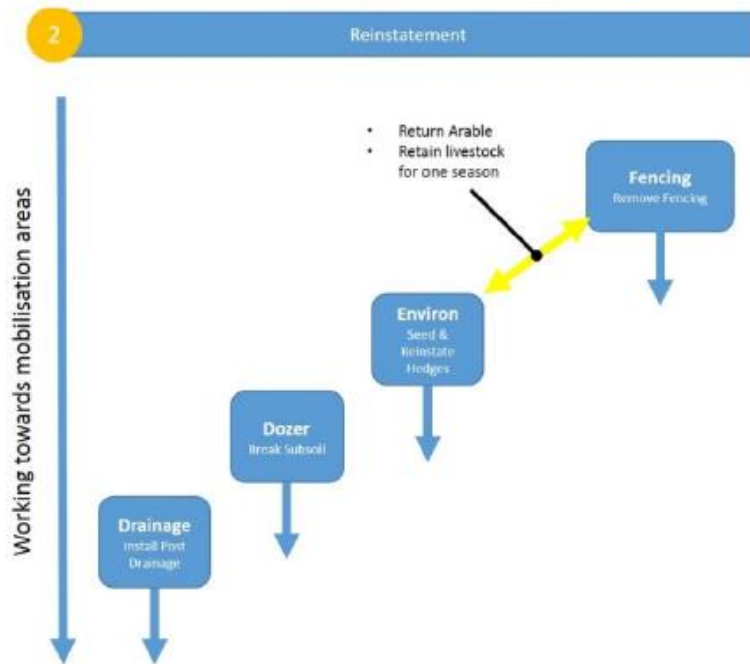 2
Reinstatement
• Return Arable
• Retain livestock
for one season
Fencing
Remove Fencing
Environ
Seed &
Reinstate
Hedges
Dozer
Break Subsoil
Drainage
Install Post
Drainage
Working towards mobilisation areas